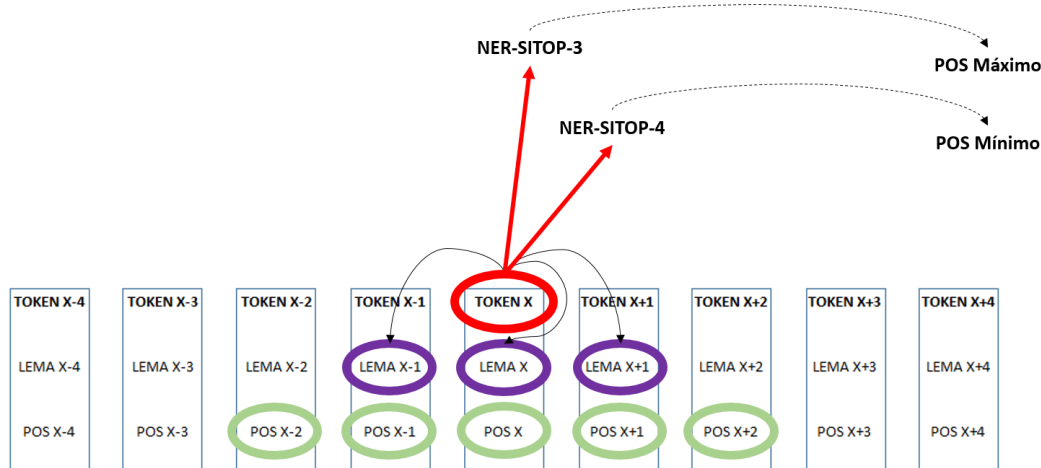 NER-SITOP-3
POS Máximo
NER-SITOP-4
POS Mínimo
TOKEN X-4 TOKEN X-3 TOKEN X-2 TOKEN X-1 TOKEN X TOKEN X+1 TOKEN X+2 TOKEN X+3 TOKEN X+4
LEMA X-4 LEMA X-3 LEMA X-2 LEMA X-1 LEMA X LEMA X+1 LEMA X+2 LEMA X+3 LEMA X+4
POS X-4 POS X-3 POS X-2 POS X-1 POS X POS X+1 POS X+2 POS X+3 POS X+4